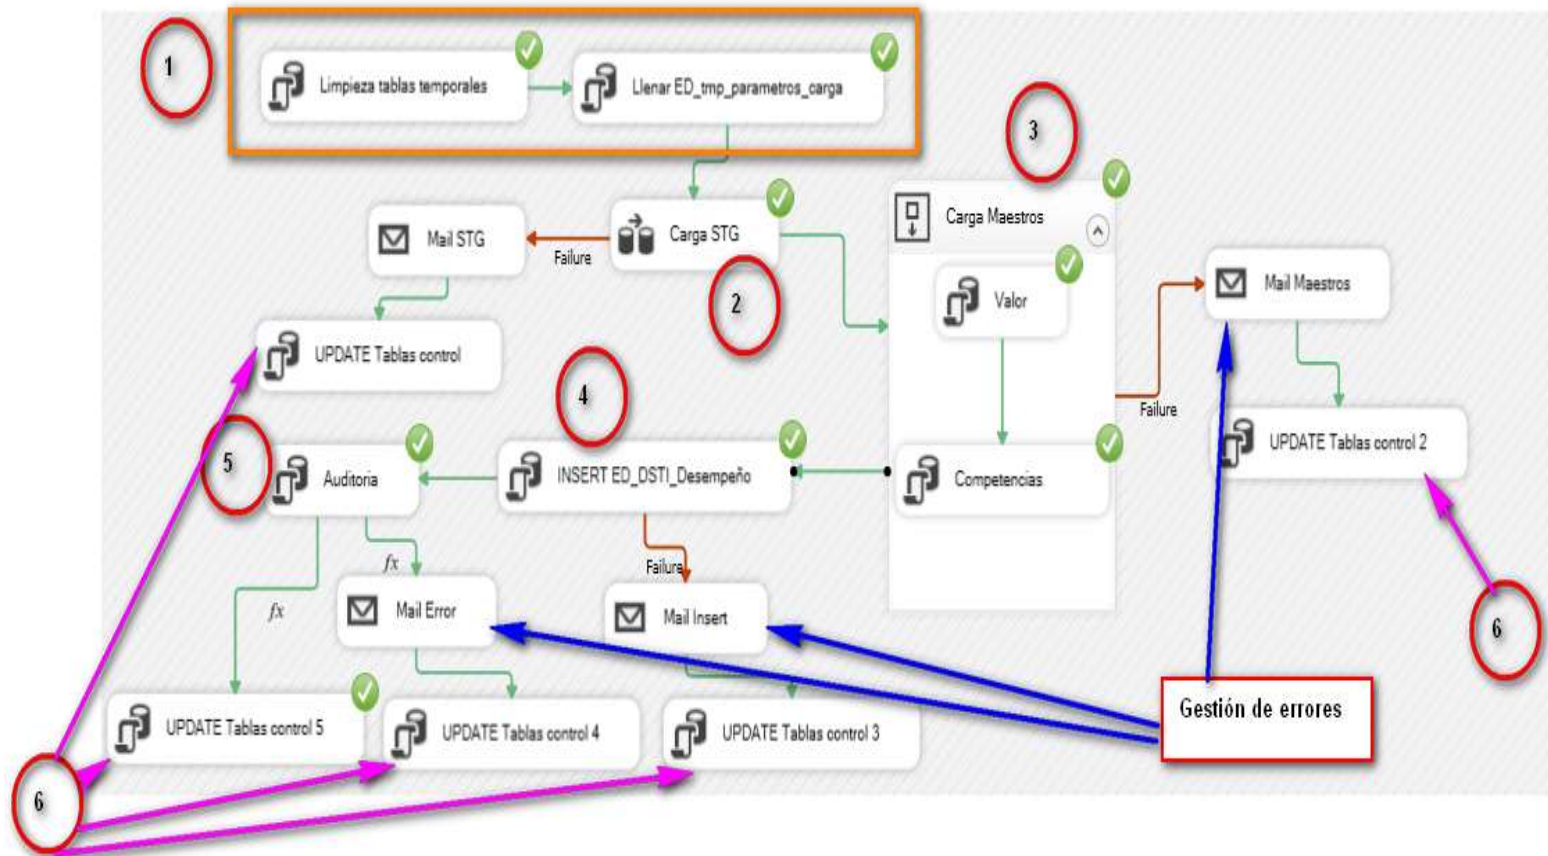 1
Limpieza tablas temporales
Llenar ED_tmp_parametros_carga
3
Mail STG
Failure
Carga STG
Carga Maestros
2
Valor
Mail Maestros
UPDATE Tablas control
4
Failure
5
Auditoria
INSERT ED_DSTI_Desempeño
Competencias
UPDATE Tablas control 2
fx
fx
Failure
Mail Error
Mail Insert
6
Gestión de errores
UPDATE Tablas control 5
UPDATE Tablas control 4
UPDATE Tablas control 3
6